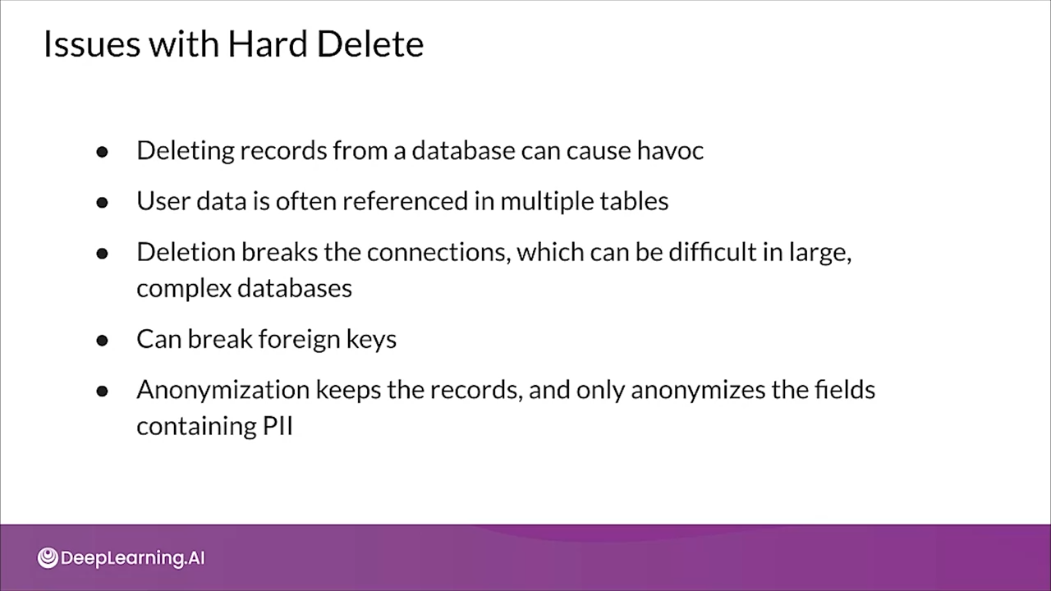 Issues with Hard Delete
● Deleting records from a database can cause havoc
● User data is often referenced in multiple tables
● Deletion breaks the connections, which can be difficult in large,
complex databases
● Can break foreign keys
● Anonymization keeps the records, and only anonymizes the fields
containing PII
DeepLearning.AI